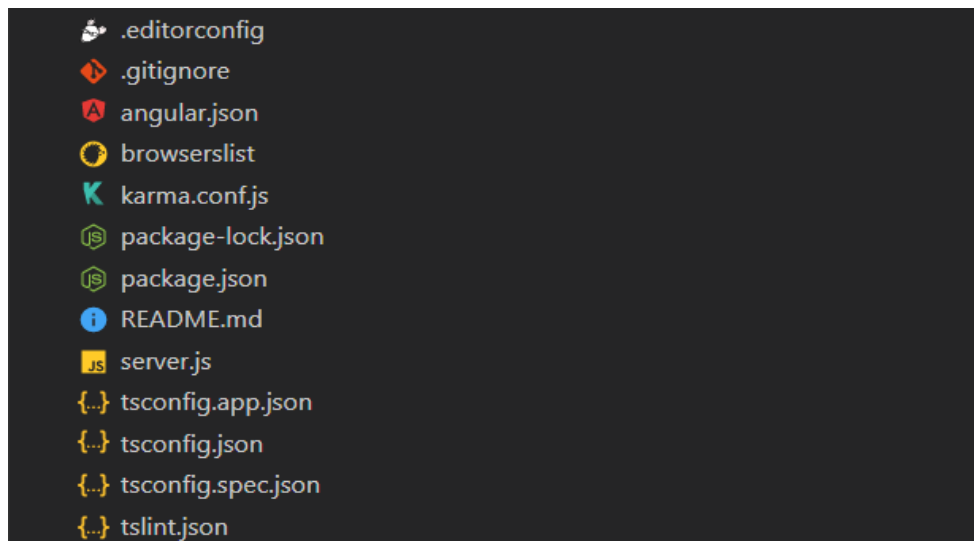 .editorconfig
.gitignore
angular.json
browserslist
karma.conf.js
package-lock.json
package.json
README.md
JS server.js
{...} tsconfig.app.json
{...} tsconfig.json
{...} tsconfig.spec.json
{...} tslint.json